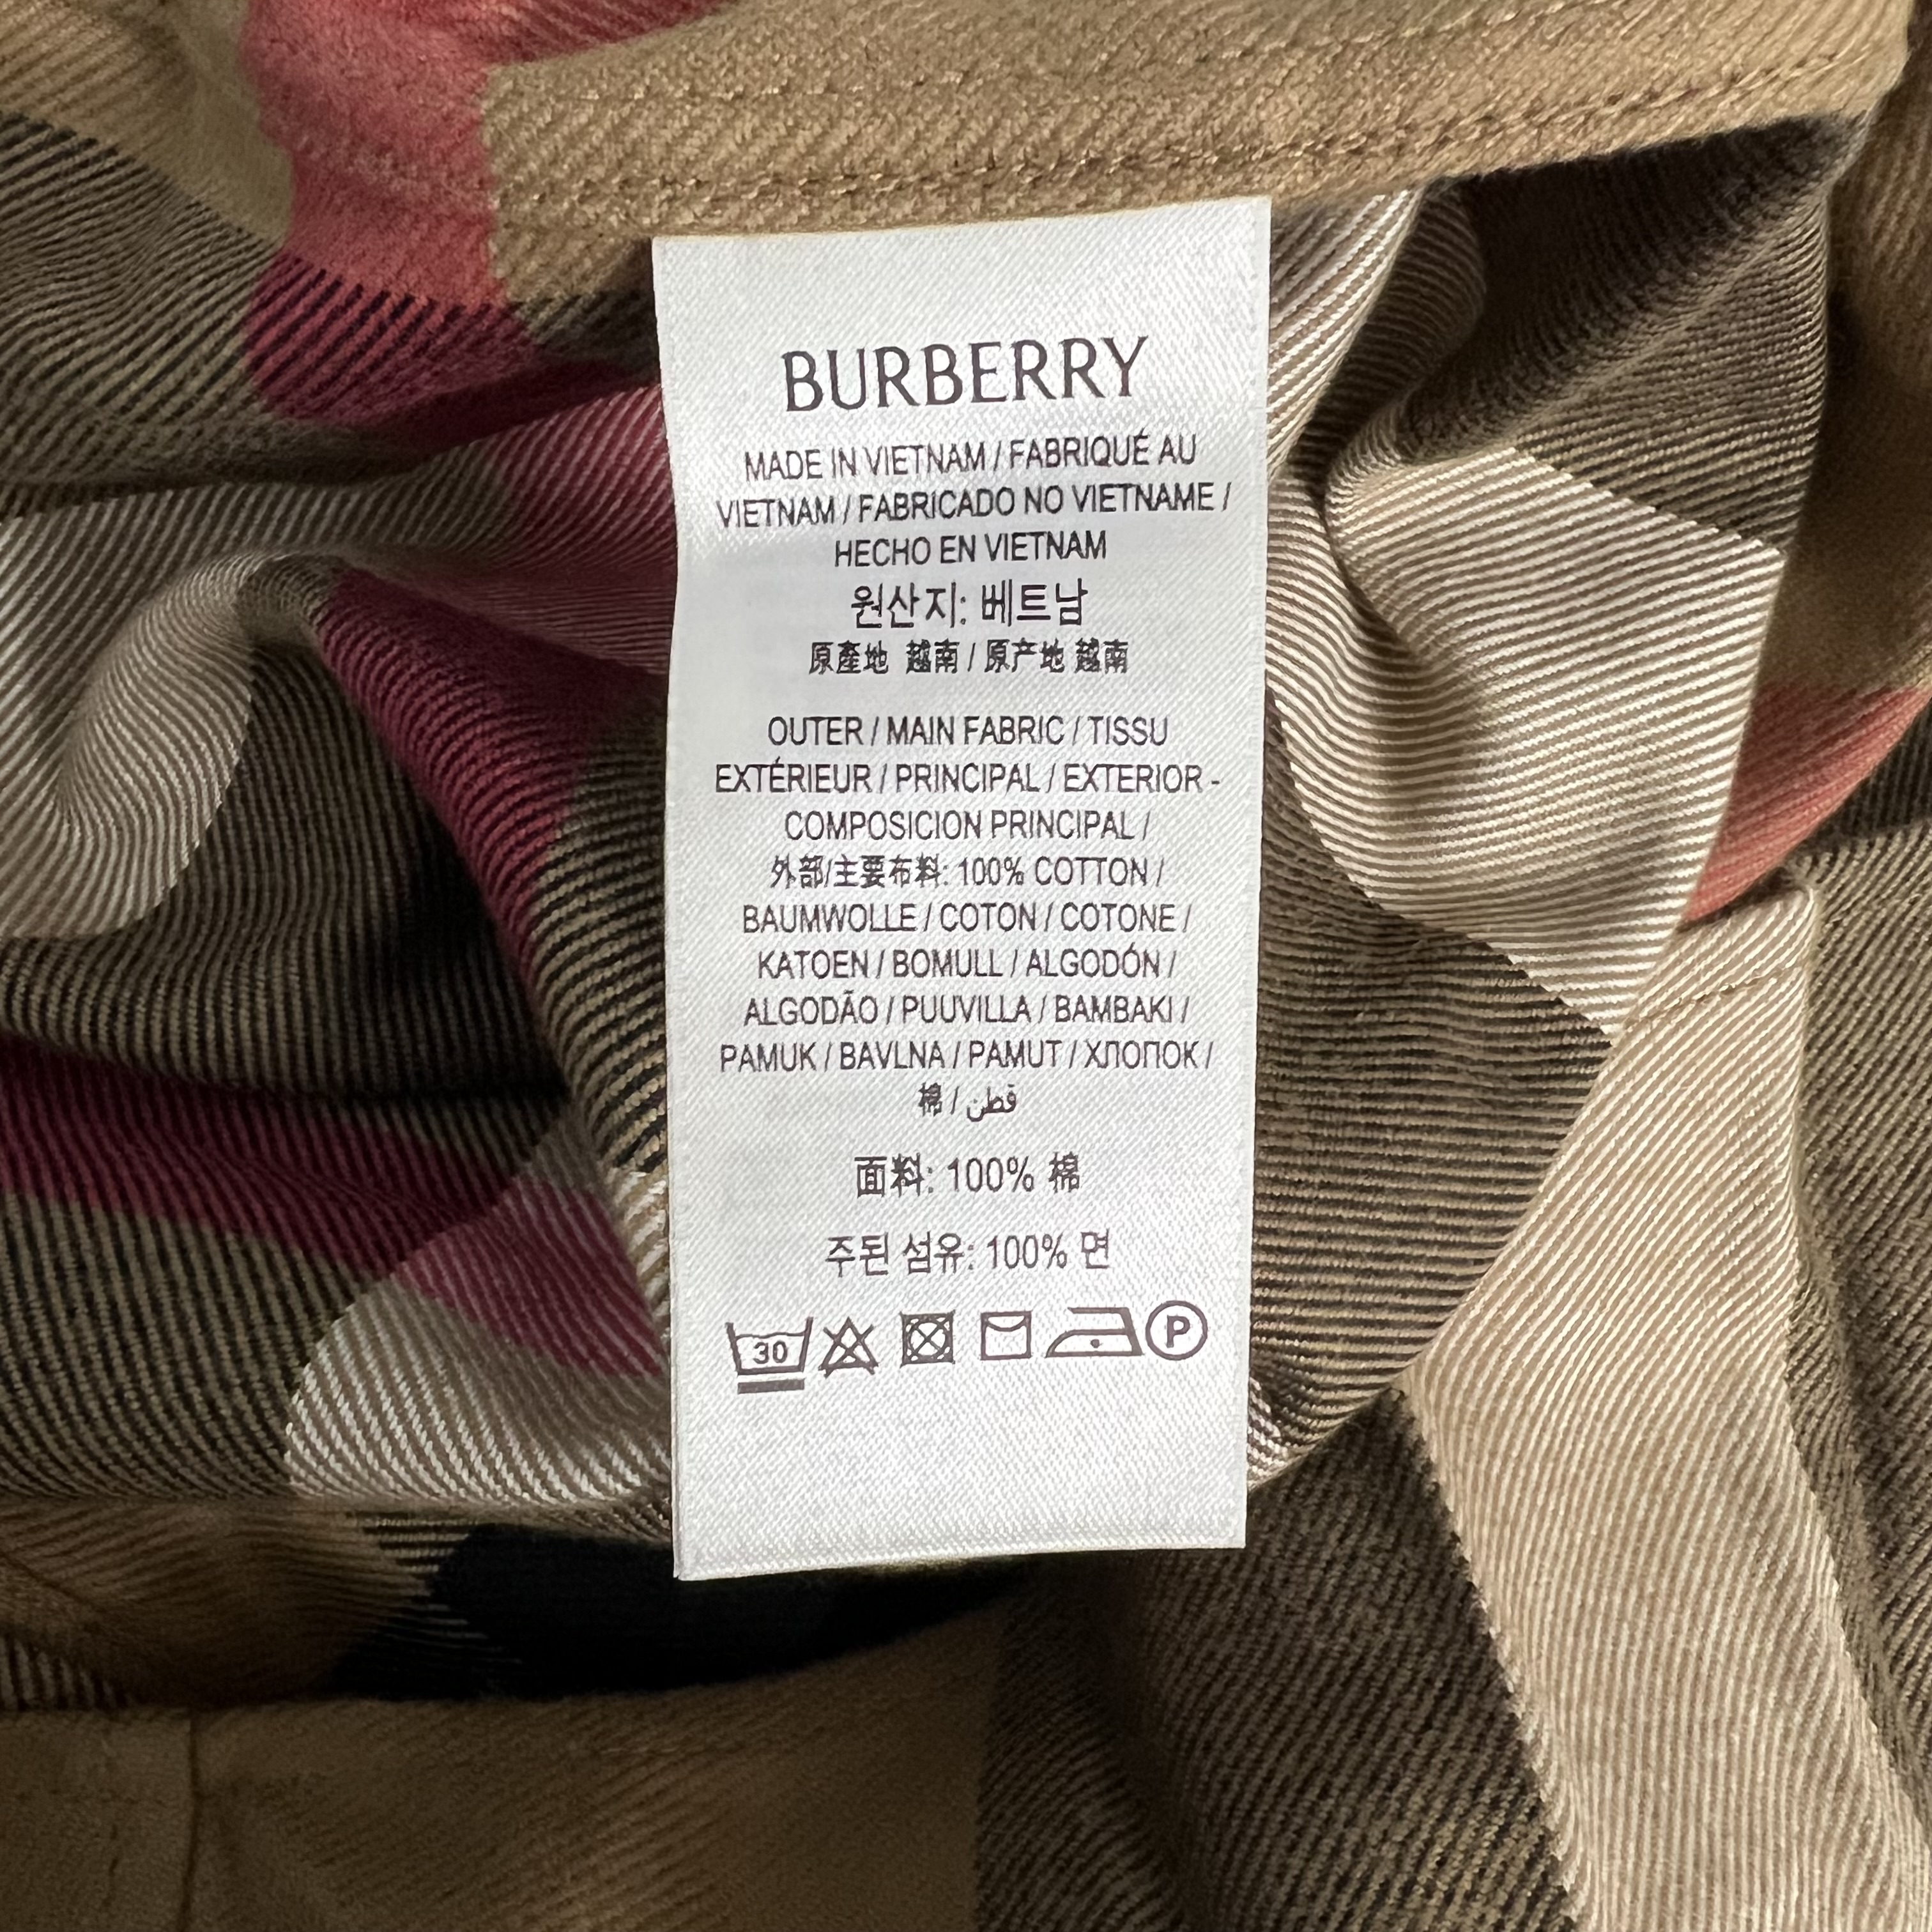 BURBERRY
MADE IN VIETNAM / FABRIQUÉ AU
VIETNAM / FABRICADO NO VIETNAME /
HECHO EN VIETNAM
원산지: 베트남
原產地 越南 / 原产地 越南
OUTER / MAIN FABRIC / TISSU
EXTÉRIEUR / PRINCIPAL / EXTERIOR -
COMPOSICION PRINCIPAL /
外部/主要布料: 100% COTTON /
BAUMWOLLE / COTON / COTONE /
KATOEN / BOMULL / ALGODÓN /
ALGODÃO / PUUVILLA / BAMBAKI /
PAMUK / BAVLNA / PAMUT / ХЛОПОК /
棉 / قطن
面料: 100% 棉
주된 섬유: 100% 면
30 P